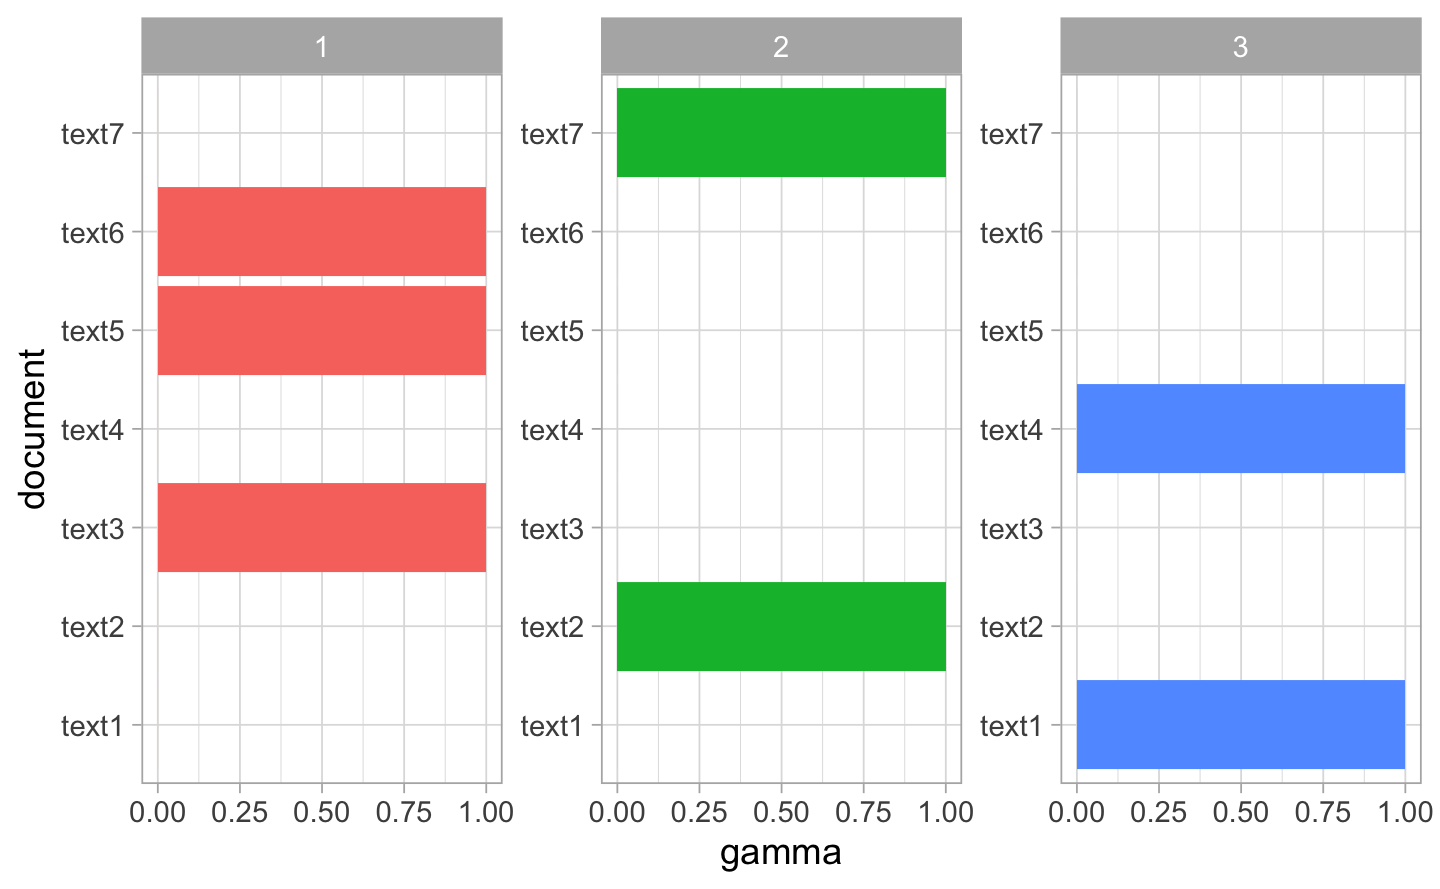 1 2 3
text7 text7 text7
text6 text6 text6
text5 text5 text5
text4 text4 text4
text3 text3 text3
text2 text2 text2
text1 text1 text1
0.00 0.25 0.50 0.75 1.00 0.00 0.25 0.50 0.75 1.00 0.00 0.25 0.50 0.75 1.00
gamma
document